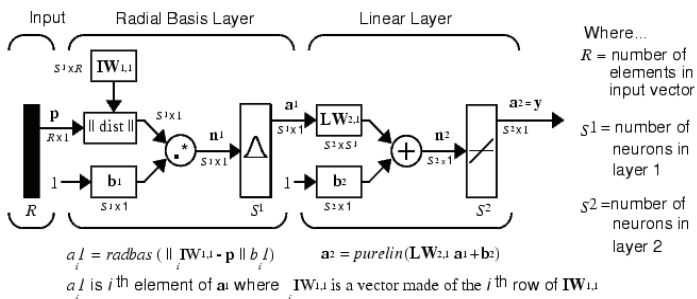 Input Radial Basis Layer Linear Layer
Where...
R = number of
elements in
input vector
S1 = number of
neurons in
layer 1
S2 = number of
neurons in
layer 2
S1xR IW1,1
p
Rx1
|| dist ||
S1x1
.*
n1
S1x1
1 b1
S1x1
a1
S1x1
LW2,1
S2xS1
S2x1
+
n2
S2x1
1 b2
S2x1
a2 = y
S2x1
R S1 S2
ai1 = radbas ( || iIW1,1 - p || bi1)
a2 = purelin(LW2,1 a1+b2)
ai1 is i th element of a1 where iIW1,1 is a vector made of the i th row of IW1,1